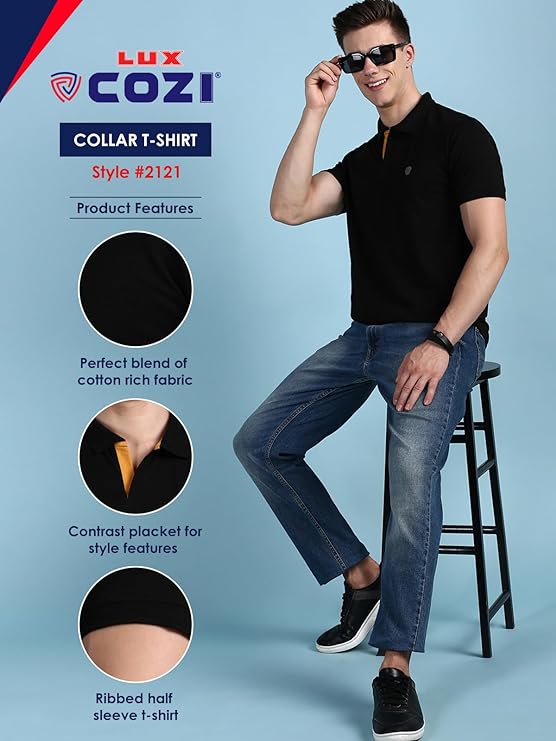 LUX
COZI®
COLLAR T-SHIRT
Style #2121
Product Features
Perfect blend of
cotton rich fabric
Contrast placket for
style features
Ribbed half
sleeve t-shirt